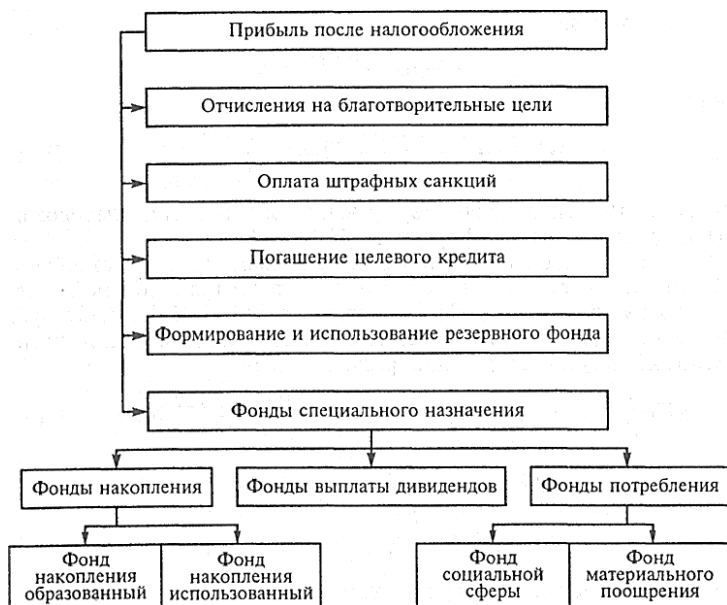 Прибыль после налогообложения
Отчисления на благотворительные цели
Оплата штрафных санкций
Погашение целевого кредита
Формирование и использование резервного фонда
Фонды специального назначения
Фонды накопления
Фонды выплаты дивидендов
Фонды потребления
Фонд
накопления
образованный
Фонд
накопления
использованный
Фонд
социальной
сферы
Фонд
материального
поощрения